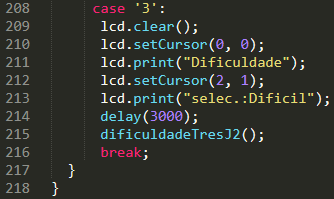 208 case '3':
209 lcd.clear();
210 lcd.setCursor(0, 0);
211 lcd.print("Dificuldade");
212 lcd.setCursor(2, 1);
213 lcd.print("selec.:Dificil");
214 delay(3000);
215 dificuldadeTresJ2();
216 break;
217 }
218 }